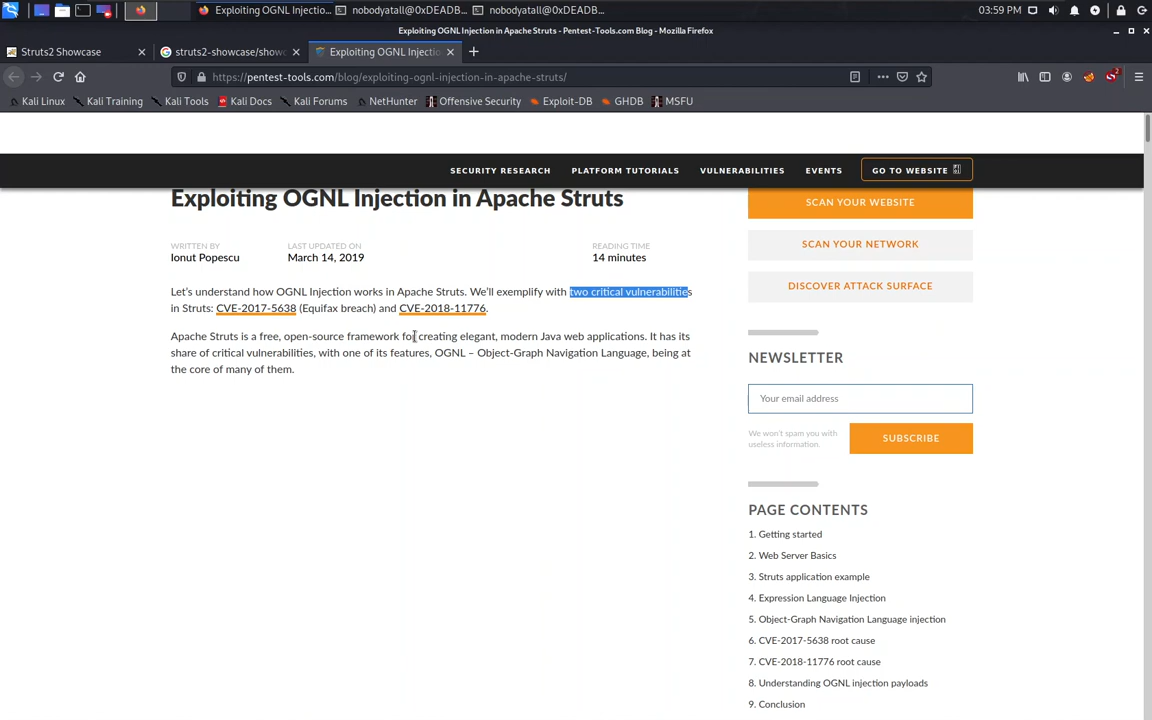 Exploiting OGNL Injectio...
nobodyatall@0xDEADB...
nobodyatall@0xDEADB...
03:59 PM
Exploiting OGNL Injection in Apache Struts - Pentest-Tools.com Blog - Mozilla Firefox
Struts2 Showcase
struts2-showcase/show
Exploiting OGNL Injectio
https://pentest-tools.com/blog/exploiting-ognl-injection-in-apache-struts/
2
Kali Linux
Kali Training
Kali Tools
Kali Docs
Kali Forums
NetHunter
Offensive Security
Exploit-DB
GHDB
MSFU
SECURITY RESEARCH
PLATFORM TUTORIALS
VULNERABILITIES
EVENTS
GO TO WEBSITE
Exploiting OGNL Injection in Apache Struts
WRITTEN BY
Ionut Popescu
LAST UPDATED ON
March 14, 2019
READING TIME
14 minutes
Let's understand how OGNL Injection works in Apache Struts. We'll exemplify with two critical vulnerabilities
in Struts: CVE-2017-5638 (Equifax breach) and CVE-2018-11776.
Apache Struts is a free, open-source framework for creating elegant, modern Java web applications. It has its
share of critical vulnerabilities, with one of its features, OGNL – Object-Graph Navigation Language, being at
the core of many of them.
SCAN YOUR WEBSITE
SCAN YOUR NETWORK
DISCOVER ATTACK SURFACE
NEWSLETTER
Your email address
We won't spam you with
useless information.
SUBSCRIBE
PAGE CONTENTS
1. Getting started
2. Web Server Basics
3. Struts application example
4. Expression Language Injection
5. Object-Graph Navigation Language injection
6. CVE-2017-5638 root cause
7. CVE-2018-11776 root cause
8. Understanding OGNL injection payloads
9. Conclusion